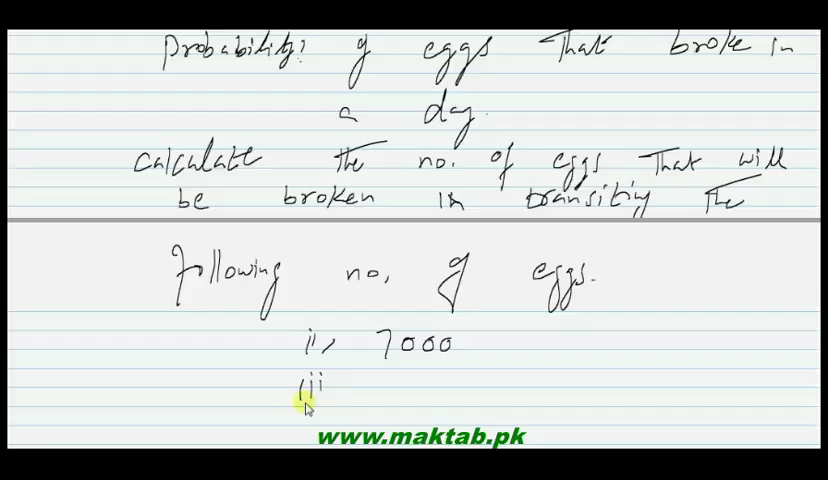 Probability of eggs that broke in
a day.
calculate the no. of eggs that will
be broken in transiting the
following no. of eggs.
i, 7000
(ii
www.maktab.pk